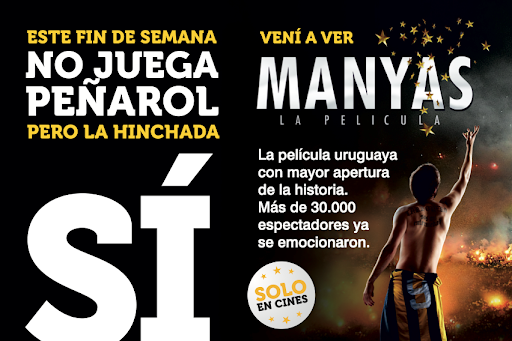 ESTE FIN DE SEMANA
NO JUEGA
PEÑAROL
PERO LA HINCHADA
SÍ
VENÍ A VER
MANYAS
LA PELICULA
La película uruguaya
con mayor apertura
de la historia.
Más de 30.000
espectadores ya
se emocionaron.
SOLO
EN CINES